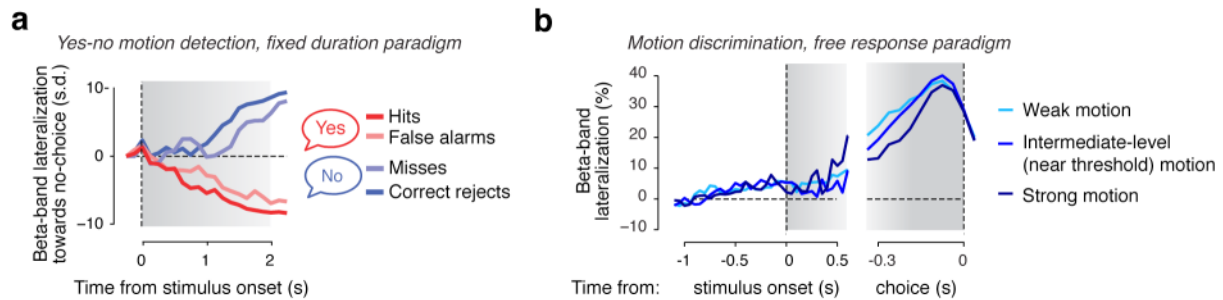 a
Yes-no motion detection, fixed duration paradigm
Beta-band lateralization
towards no-choice (s.d.)
10-
0
−10
0
1
2
Time from stimulus onset (s)
Yes
Hits
False alarms
No
Misses
Correct rejects
b
Motion discrimination, free response paradigm
Beta-band
lateralization (%)
40
30
20
10
0
−10
-1
-0.5
0
0.5
-0.3
0
Time from:
stimulus onset (s)
choice (s)
Weak motion
Intermediate-level
(near threshold) motion
Strong motion